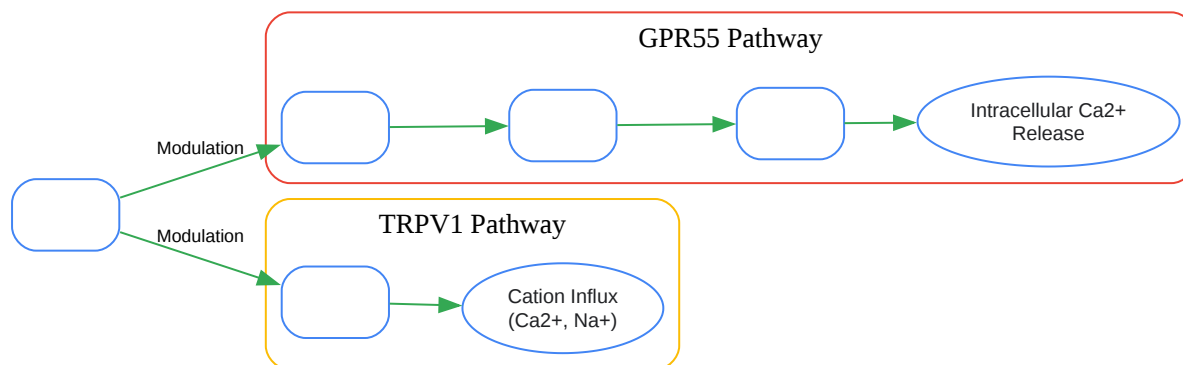 GPR55 Pathway
Intracellular Ca2+
Release
Modulation
Modulation
TRPV1 Pathway
Cation Influx
(Ca2+, Na+)